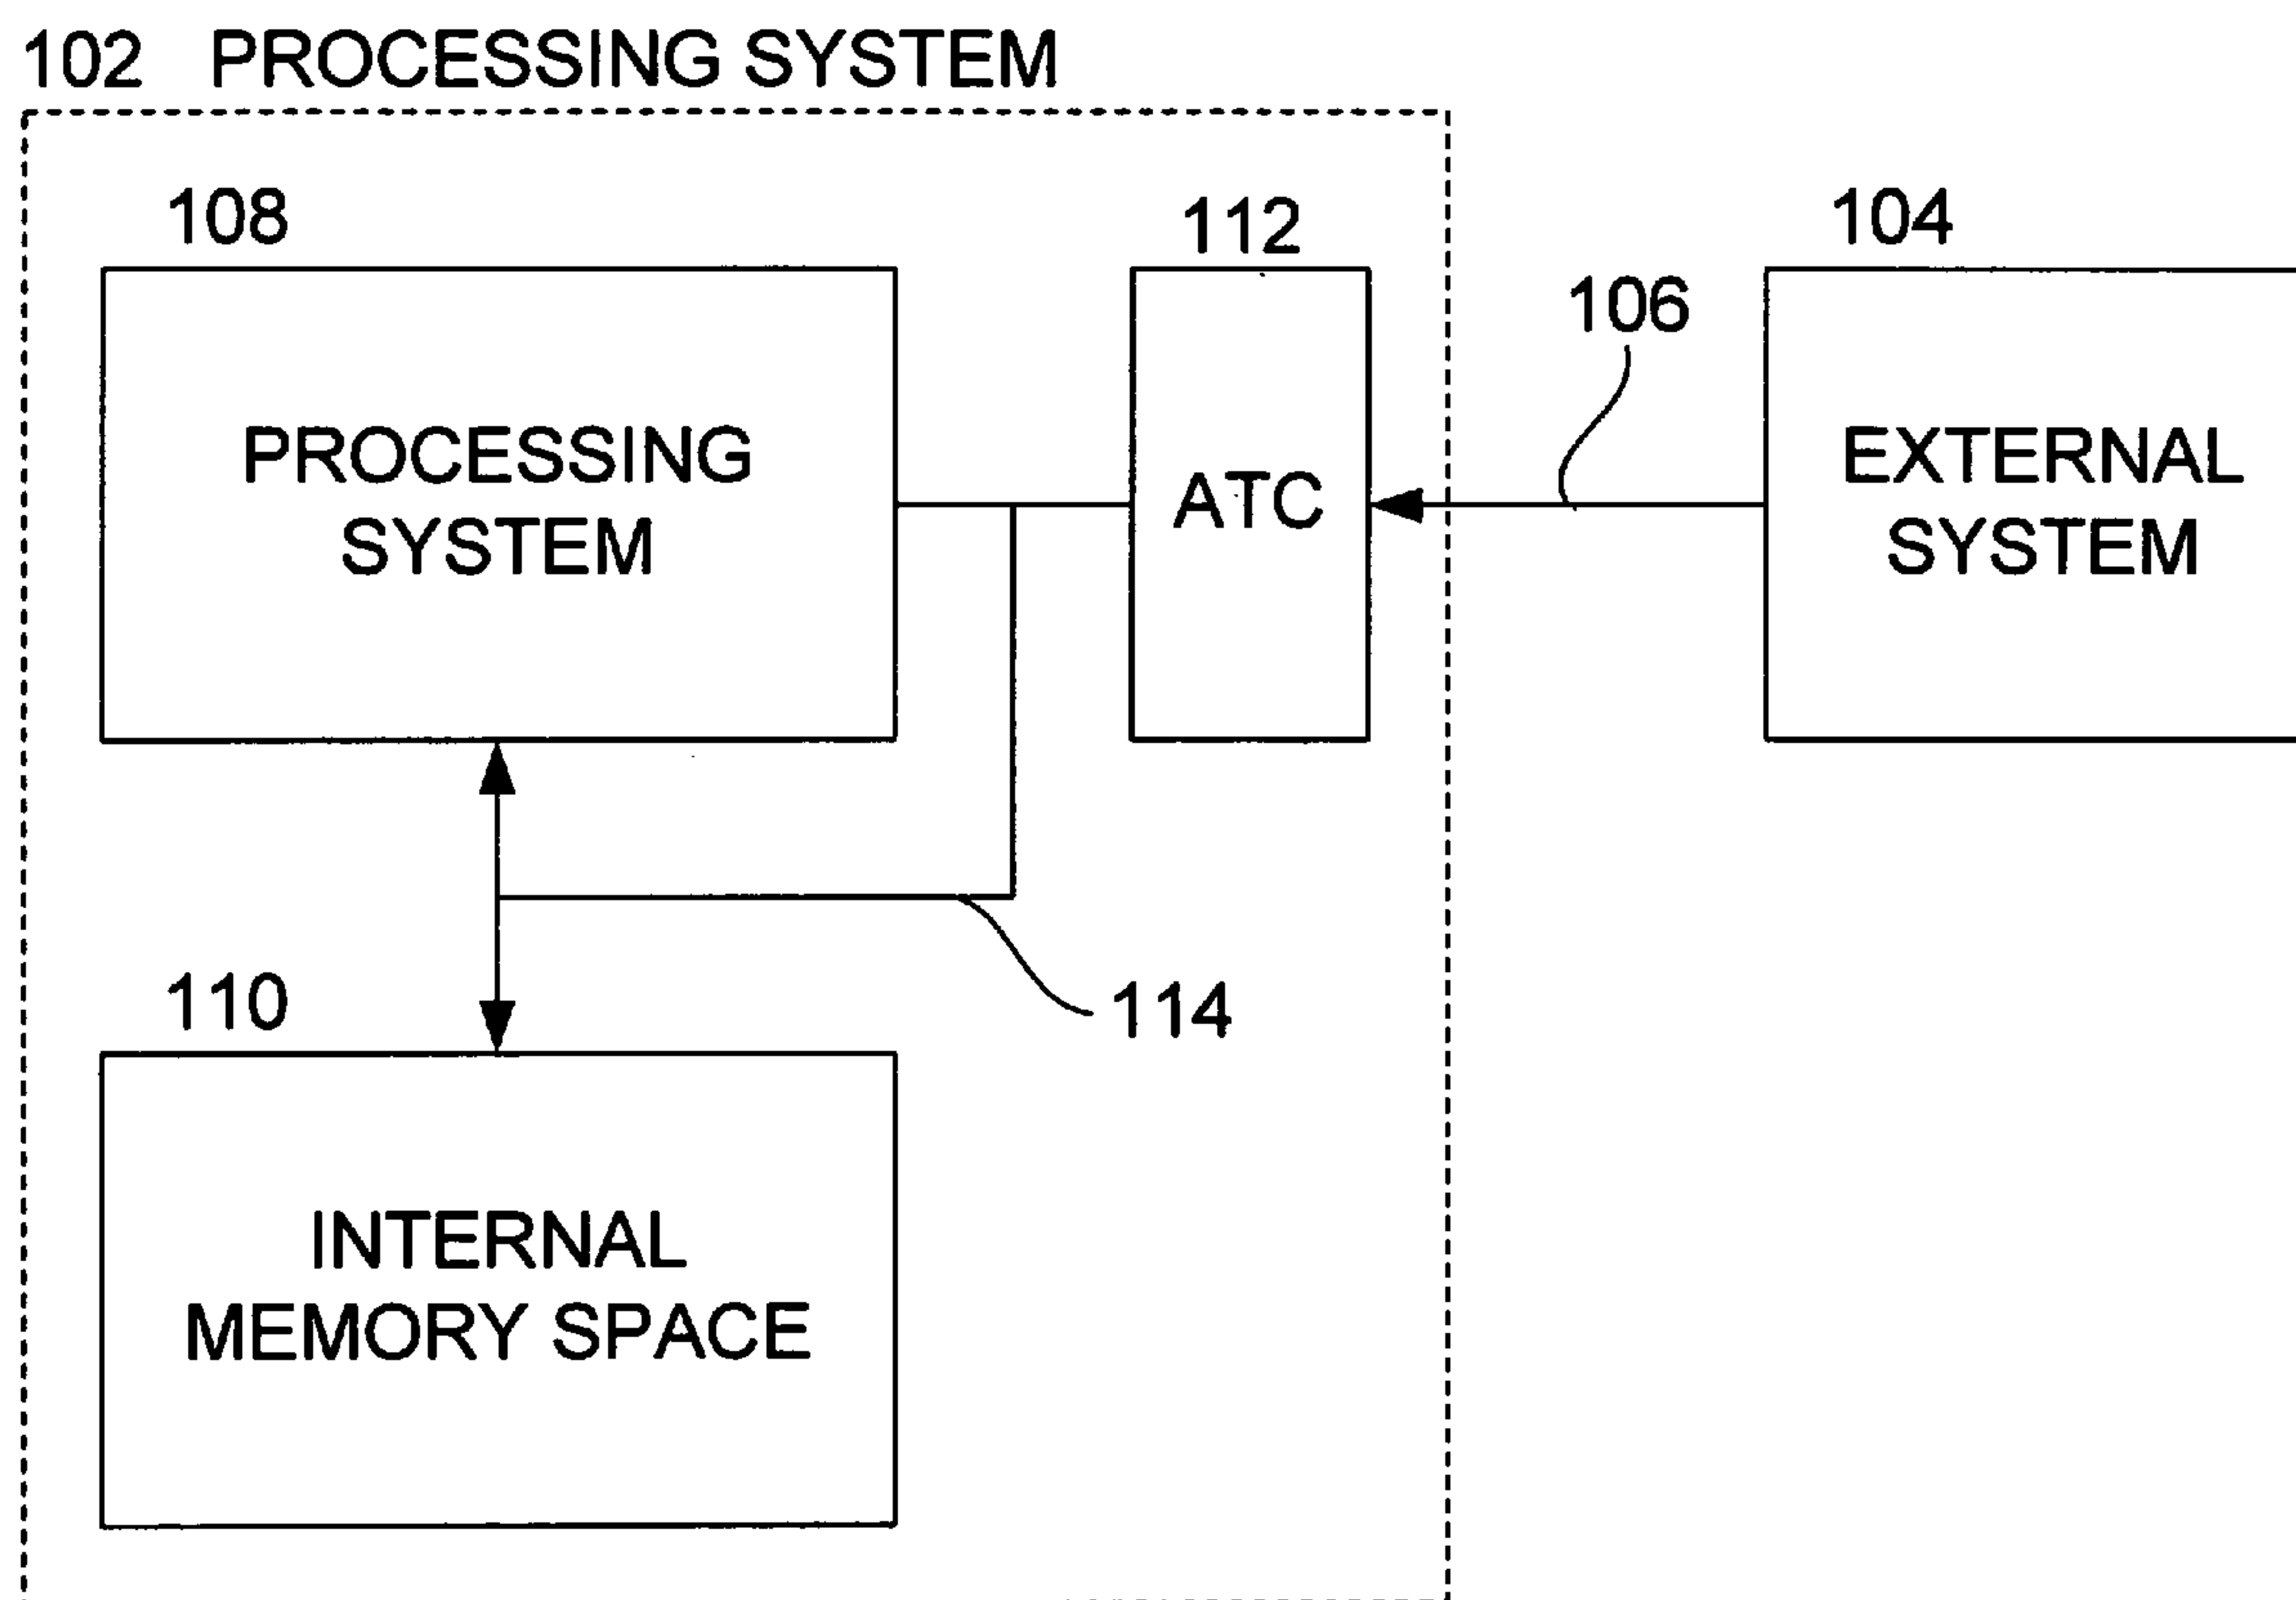 102 PROCESSING SYSTEM
108
112
104
106
PROCESSING
SYSTEM
ATC
EXTERNAL
SYSTEM
110
114
INTERNAL
MEMORY SPACE